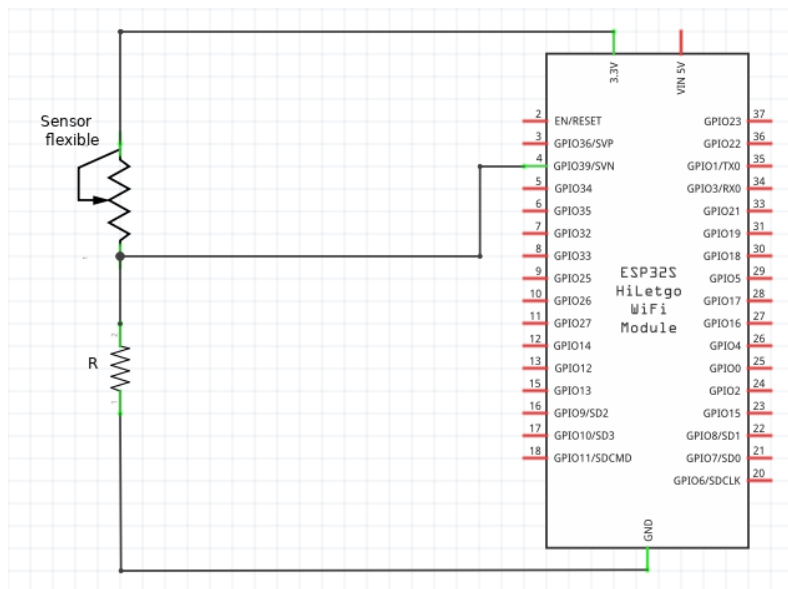 3.3V
VIN 5V
Sensor
flexible
2 EN/RESET
3 GPIO36/SVP
4 GPIO39/SVN
5 GPIO34
6 GPIO35
7 GPIO32
8 GPIO33
9 GPIO25
10 GPIO26
11 GPIO27
12 GPIO14
13 GPIO12
15 GPIO13
16 GPIO9/SD2
17 GPIO10/SD3
18 GPIO11/SDCMD
ESP32S
HiLetgo
WiFi
Module
GPIO23 37
GPIO22 36
GPIO1/TX0 35
GPIO3/RX0 34
GPIO21 33
GPIO19 31
GPIO18 30
GPIO5 29
GPIO17 28
GPIO16 27
GPIO4 26
GPIO0 25
GPIO2 24
GPIO15 23
GPIO8/SD1 22
GPIO7/SD0 21
GPIO6/SDCLK 20
2
R
1
GND